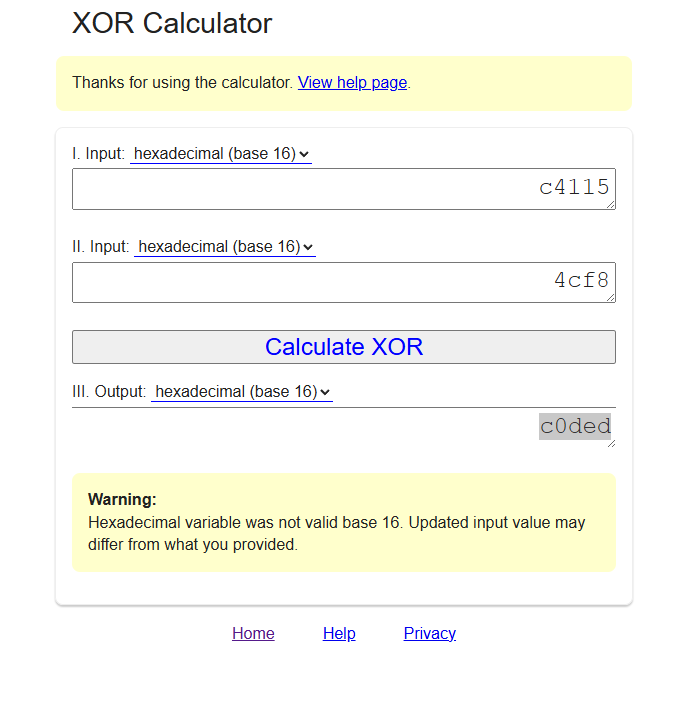 XOR Calculator
Thanks for using the calculator. View help page.
I. Input: hexadecimal (base 16)
c4115
II. Input: hexadecimal (base 16)
4cf8
Calculate XOR
III. Output: hexadecimal (base 16)
c0ded
Warning:
Hexadecimal variable was not valid base 16. Updated input value may
differ from what you provided.
Home Help Privacy